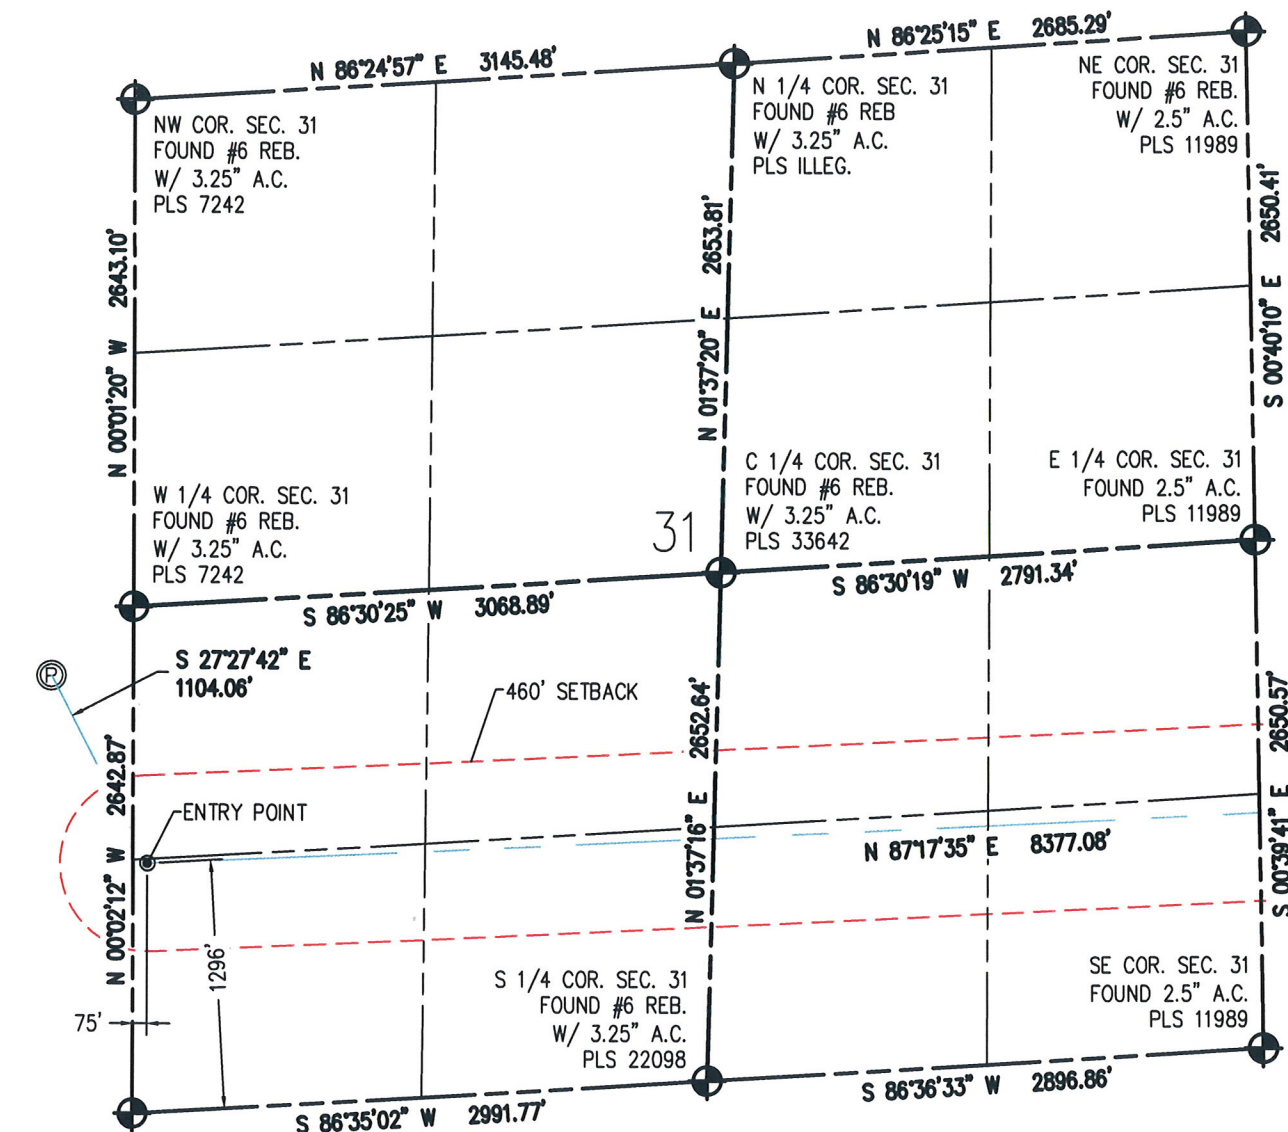 N 86°24'57" E 3145.48'
N 86°25'15" E 2685.29'
NW COR. SEC. 31
FOUND #6 REB.
W/ 3.25" A.C.
PLS 7242
N 1/4 COR. SEC. 31
FOUND #6 REB
W/ 3.25" A.C.
PLS ILLEG.
NE COR. SEC. 31
FOUND #6 REB.
W/ 2.5" A.C.
PLS 11989
N 00°01'20" W 2643.10'
N 01°37'20" E 2653.81'
S 00°40'10" E 2650.41'
W 1/4 COR. SEC. 31
FOUND #6 REB.
W/ 3.25" A.C.
PLS 7242
31
C 1/4 COR. SEC. 31
FOUND #6 REB.
W/ 3.25" A.C.
PLS 33642
E 1/4 COR. SEC. 31
FOUND 2.5" A.C.
PLS 11989
S 86°30'25" W 3068.89'
S 86°30'19" W 2791.34'
P
S 27°27'42" E
1104.06'
460' SETBACK
ENTRY POINT
N 00°02'12" W 2642.87'
N 01°37'16" E 2652.64'
S 00°39'41" E 2650.57'
N 87°17'35" E 8377.08'
1296'
75'
S 1/4 COR. SEC. 31
FOUND #6 REB.
W/ 3.25" A.C.
PLS 22098
SE COR. SEC. 31
FOUND 2.5" A.C.
PLS 11989
S 86°35'02" W 2991.77'
S 86°36'33" W 2896.86'